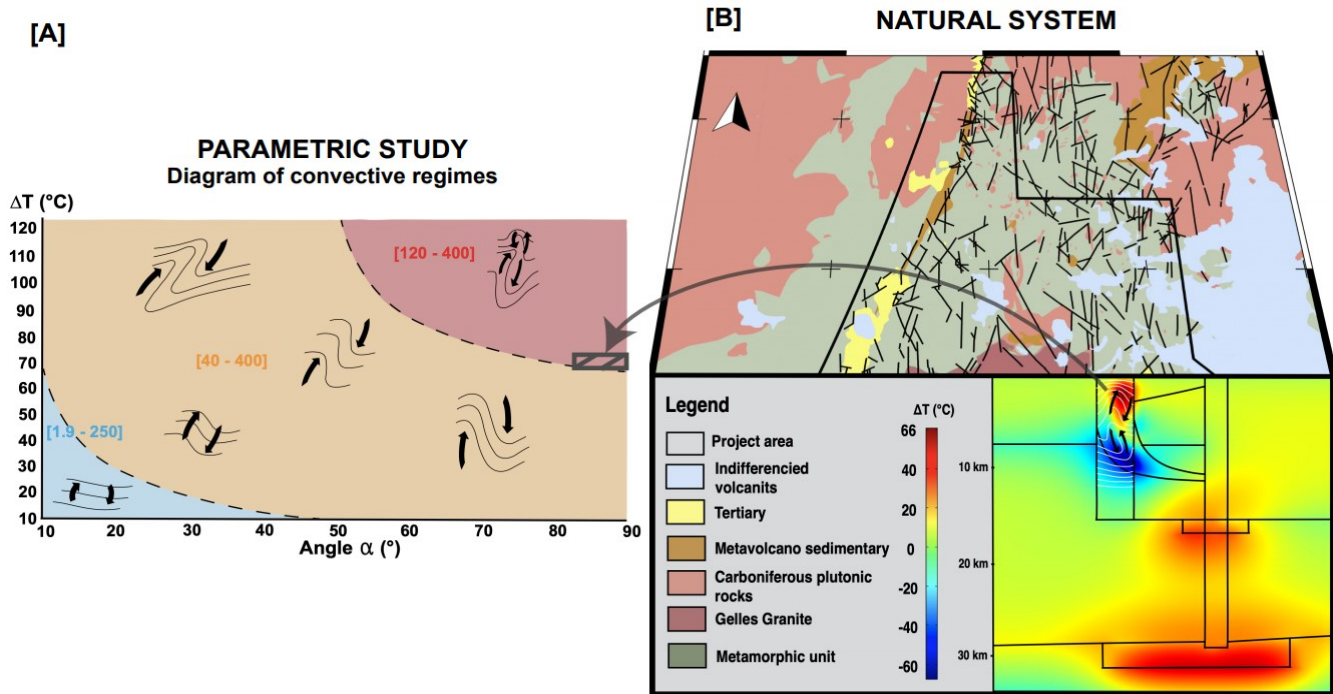 [A]
PARAMETRIC STUDY
Diagram of convective regimes
ΔT (°C)
120
110
100
90
80
70
60
50
40
30
20
10
[120 - 400]
[40 - 400]
[1.9 - 250]
10 20 30 40 50 60 70 80 90
Angle α (°)
[B]
NATURAL SYSTEM
Legend
Project area
Indifferencied
volcanits
Tertiary
Metavolcano sedimentary
Carboniferous plutonic
rocks
Gelles Granite
Metamorphic unit
ΔT (°C)
66
40
20
0
-20
-40
-60
10 km
20 km
30 km